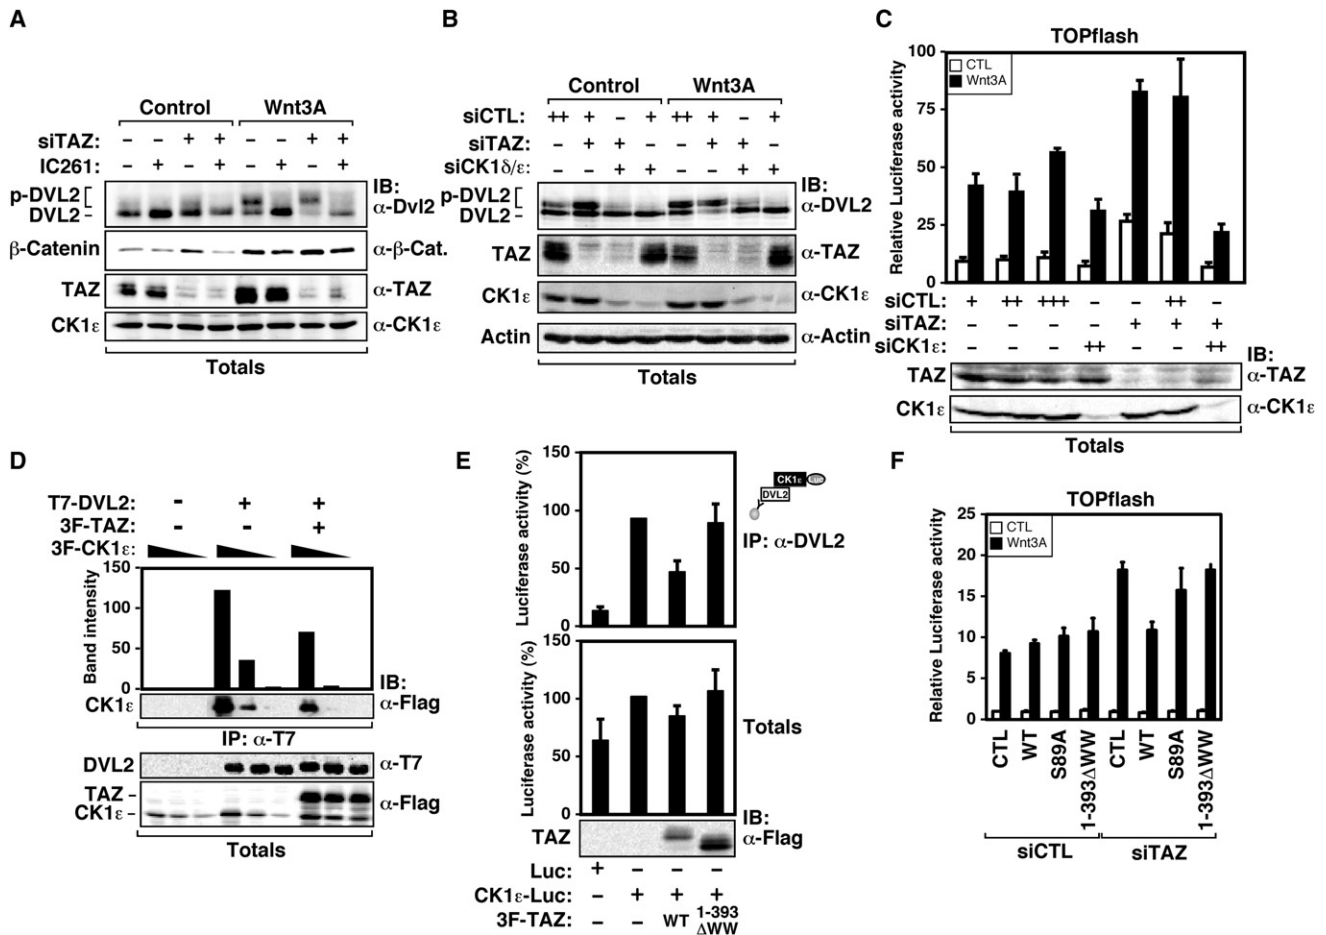 A
Control Wnt3A
siTAZ: – – + + – – + +
IC261: – + – + – + – +
IB:
p-DVL2
DVL2 – α-Dvl2
β-Catenin α-β-Cat.
TAZ α-TAZ
CK1ε α-CK1ε
Totals
B
Control Wnt3A
siCTL: ++ + – + ++ + – +
siTAZ: – + + – – + + –
siCK1δ/ε: – – + + – – + +
IB:
p-DVL2
DVL2 – α-DVL2
TAZ α-TAZ
CK1ε α-CK1ε
Actin α-Actin
Totals
C
TOPflash
Relative Luciferase activity
100
75
50
25
0
CTL
Wnt3A
siCTL: + ++ +++ – – ++ –
siTAZ: – – – – + + +
siCK1ε: – – – ++ – – ++
IB:
TAZ α-TAZ
CK1ε α-CK1ε
Totals
D
T7-DVL2: - + +
3F-TAZ: - - +
3F-CK1ε:
Band intensity
150
100
50
0
IB:
CK1ε α-Flag
IP: α-T7
DVL2 α-T7
TAZ –
CK1ε – α-Flag
Totals
E
Luciferase activity (%)
150
100
50
0
CK1ε Luc
DVL2
IP: α-DVL2
Luciferase activity (%)
150
100
50
0
Totals
IB:
TAZ α-Flag
Luc: + – – –
CK1ε-Luc: – + + +
3F-TAZ: – – WT 1-393 ΔWW
F
TOPflash
Relative Luciferase activity
25
20
15
10
5
0
CTL
Wnt3A
CTL WT S89A 1-393ΔWW CTL WT S89A 1-393ΔWW
siCTL siTAZ